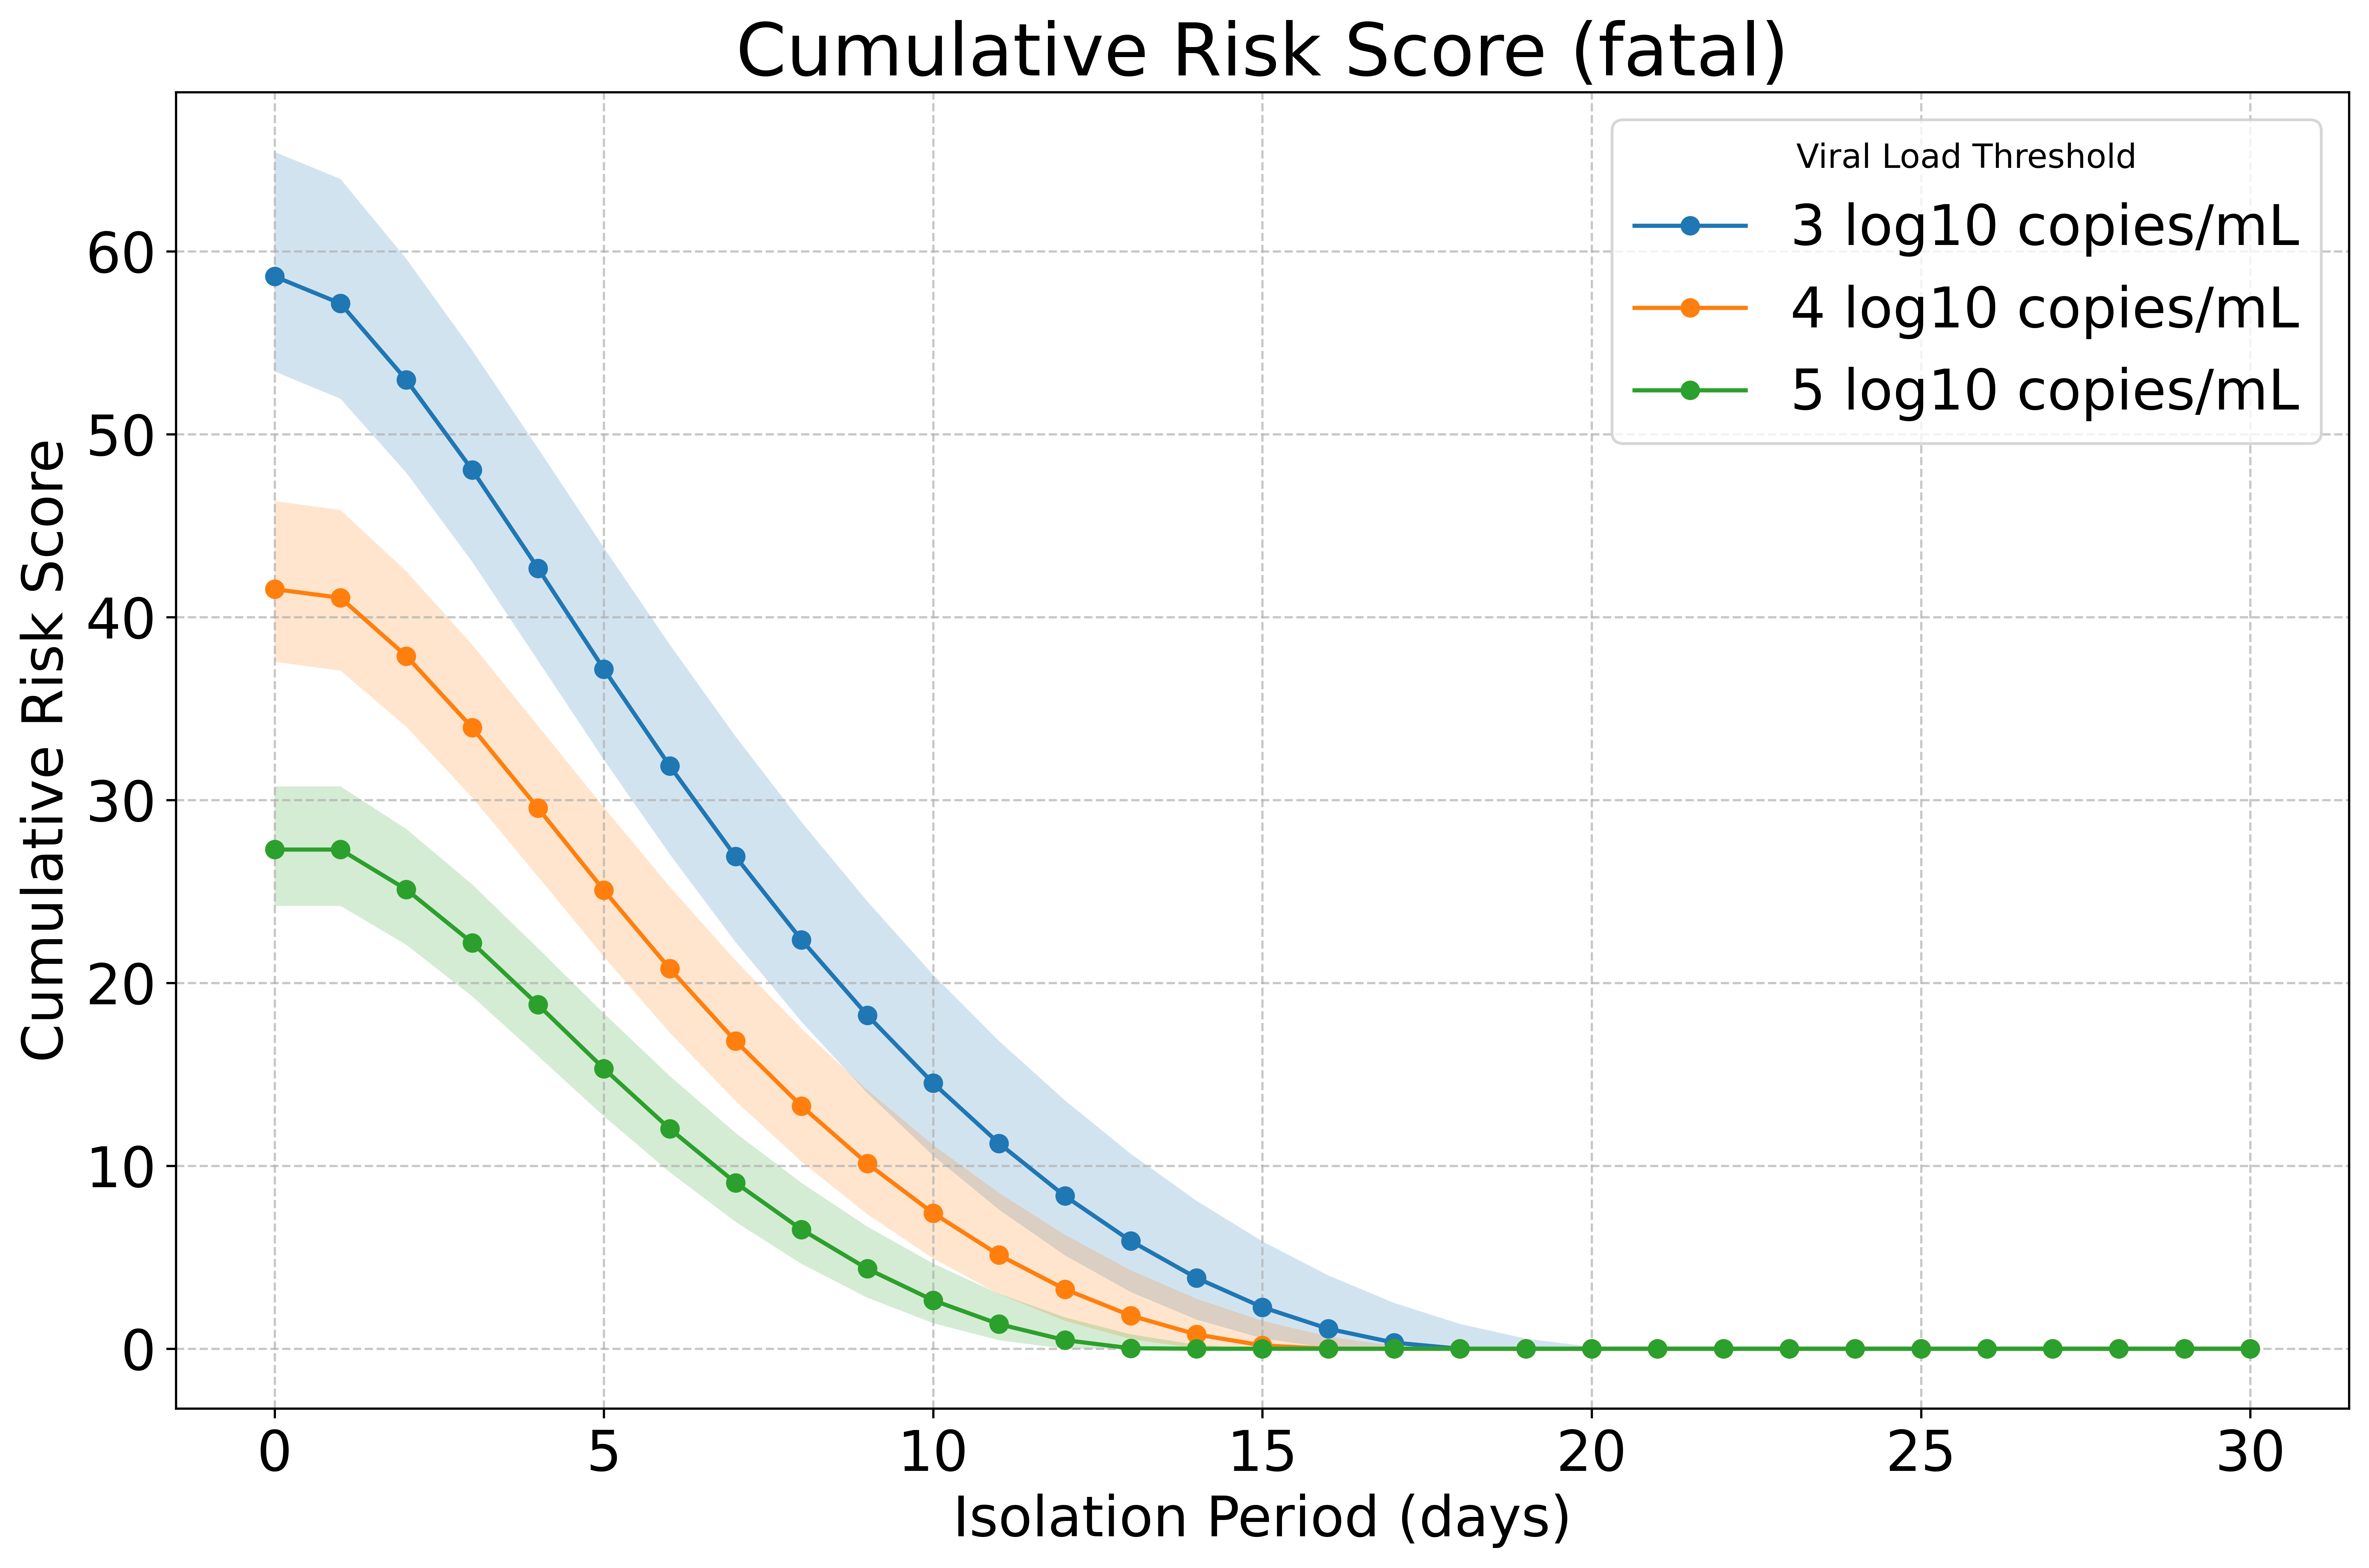 Cumulative Risk Score (fatal)
Viral Load Threshold
3 log10 copies/mL
4 log10 copies/mL
5 log10 copies/mL
Cumulative Risk Score
60
50
40
30
20
10
0
0 5 10 15 20 25 30
Isolation Period (days)